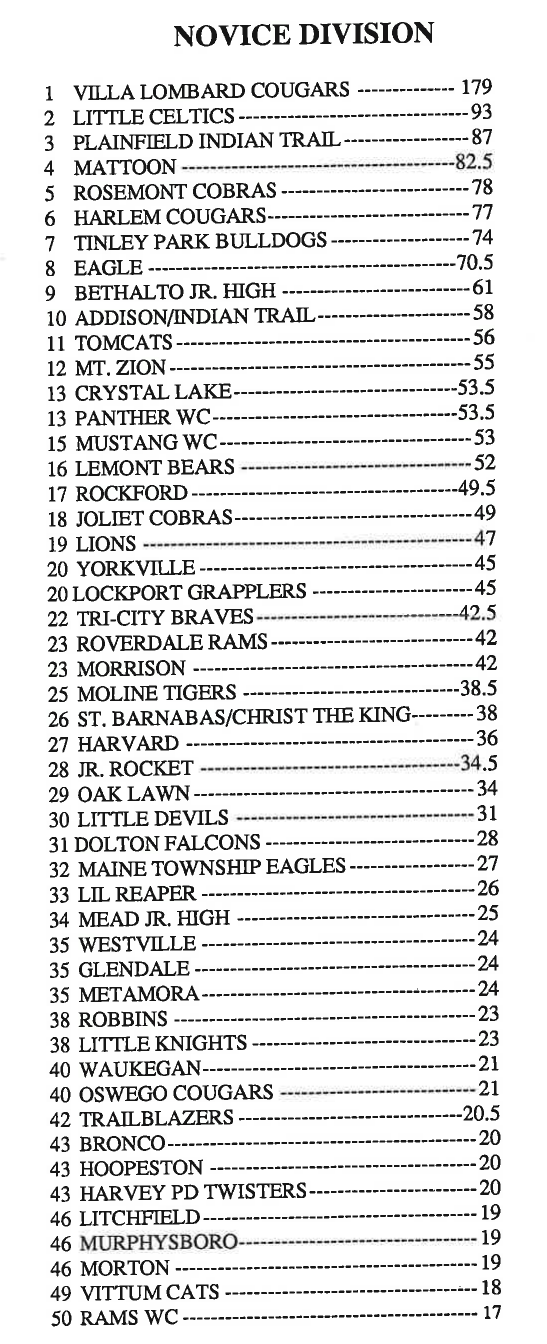 NOVICE DIVISION
1 VILLA LOMBARD COUGARS -------------- 179
2 LITTLE CELTICS --------------------------------- 93
3 PLAINFIELD INDIAN TRAIL ------------------ 87
4 MATTOON ---------------------------------------- 82.5
5 ROSEMONT COBRAS --------------------------- 78
6 HARLEM COUGARS ----------------------------- 77
7 TINLEY PARK BULLDOGS -------------------- 74
8 EAGLE -------------------------------------------- 70.5
9 BETHALTO JR. HIGH --------------------------- 61
10 ADDISON/INDIAN TRAIL ---------------------- 58
11 TOMCATS ------------------------------------------ 56
12 MT. ZION ------------------------------------------- 55
13 CRYSTAL LAKE -------------------------------- 53.5
13 PANTHER WC ----------------------------------- 53.5
15 MUSTANG WC ------------------------------------ 53
16 LEMONT BEARS --------------------------------- 52
17 ROCKFORD -------------------------------------- 49.5
18 JOLIET COBRAS ---------------------------------- 49
19 LIONS ---------------------------------------------- 47
20 YORKVILLE --------------------------------------- 45
20 LOCKPORT GRAPPLERS ---------------------- 45
22 TRI-CITY BRAVES ----------------------------- 42.5
23 ROVERDALE RAMS ---------------------------- 42
23 MORRISON ---------------------------------------- 42
25 MOLINE TIGERS ------------------------------- 38.5
26 ST. BARNABAS/CHRIST THE KING --------- 38
27 HARVARD ----------------------------------------- 36
28 JR. ROCKET ------------------------------------- 34.5
29 OAK LAWN ---------------------------------------- 34
30 LITTLE DEVILS ---------------------------------- 31
31 DOLTON FALCONS ------------------------------ 28
32 MAINE TOWNSHIP EAGLES ----------------- 27
33 LIL REAPER --------------------------------------- 26
34 MEAD JR. HIGH ---------------------------------- 25
35 WESTVILLE --------------------------------------- 24
35 GLENDALE ---------------------------------------- 24
35 METAMORA --------------------------------------- 24
38 ROBBINS ------------------------------------------- 23
38 LITTLE KNIGHTS -------------------------------- 23
40 WAUKEGAN --------------------------------------- 21
40 OSWEGO COUGARS ---------------------------- 21
42 TRAILBLAZERS -------------------------------- 20.5
43 BRONCO -------------------------------------------- 20
43 HOOPESTON -------------------------------------- 20
43 HARVEY PD TWISTERS ----------------------- 20
46 LITCHFIELD --------------------------------------- 19
46 MURPHYSBORO --------------------------------- 19
46 MORTON ------------------------------------------- 19
49 VITTUM CATS ------------------------------------ 18
50 RAMS WC ------------------------------------------ 17